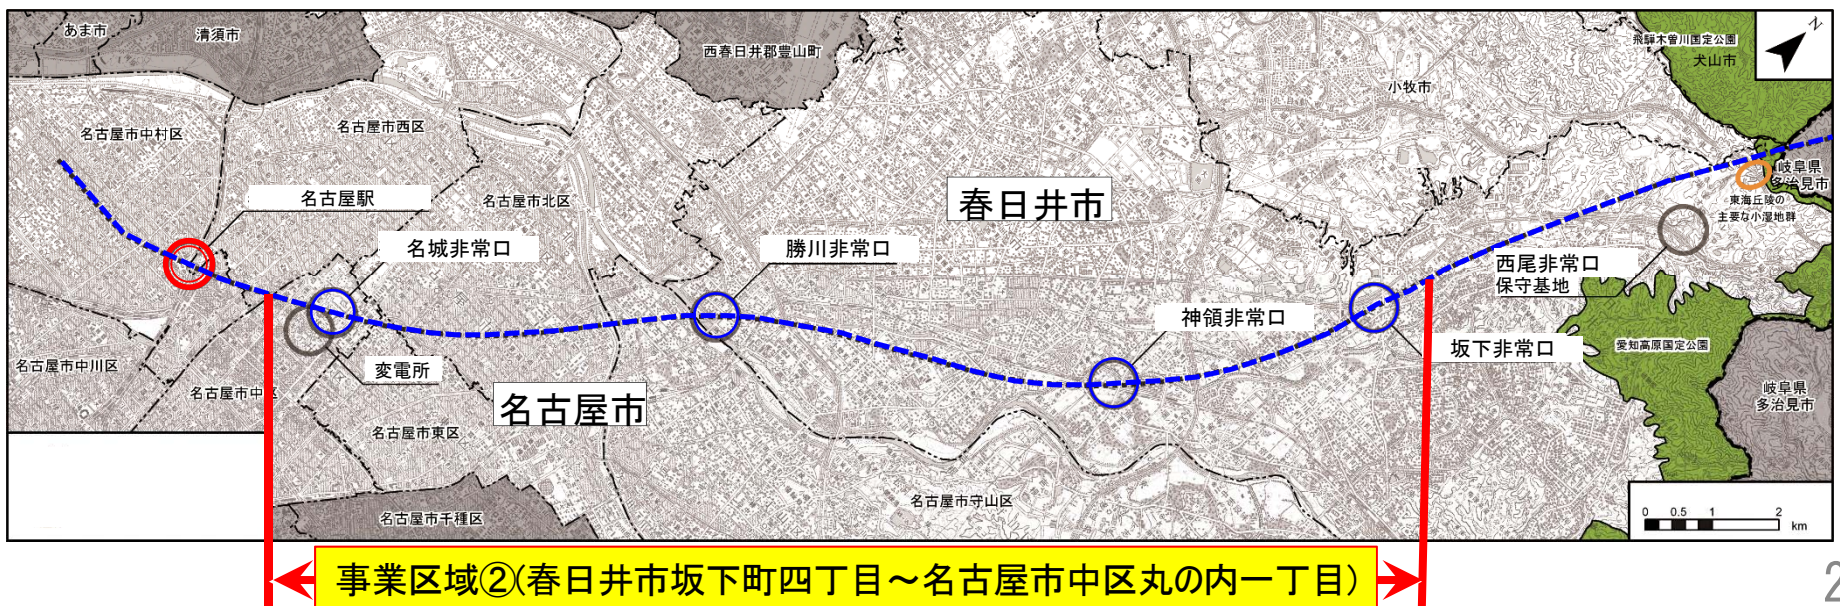 あま市
清須市
西春日井郡豊山町
飛騨木曽川国定公園
犬山市
N
小牧市
名古屋市中村区
名古屋市西区
名古屋駅
名古屋市北区
春日井市
岐阜県
多治見市
東海丘陵の
主要な小湿地群
名城非常口
勝川非常口
西尾非常口
保守基地
神領非常口
坂下非常口
愛知高原国定公園
名古屋市中川区
変電所
名古屋市中区
名古屋市
岐阜県
多治見市
名古屋市東区
名古屋市守山区
名古屋市千種区
0 0.5 1 2
km
事業区域②(春日井市坂下町四丁目～名古屋市中区丸の内一丁目)
2